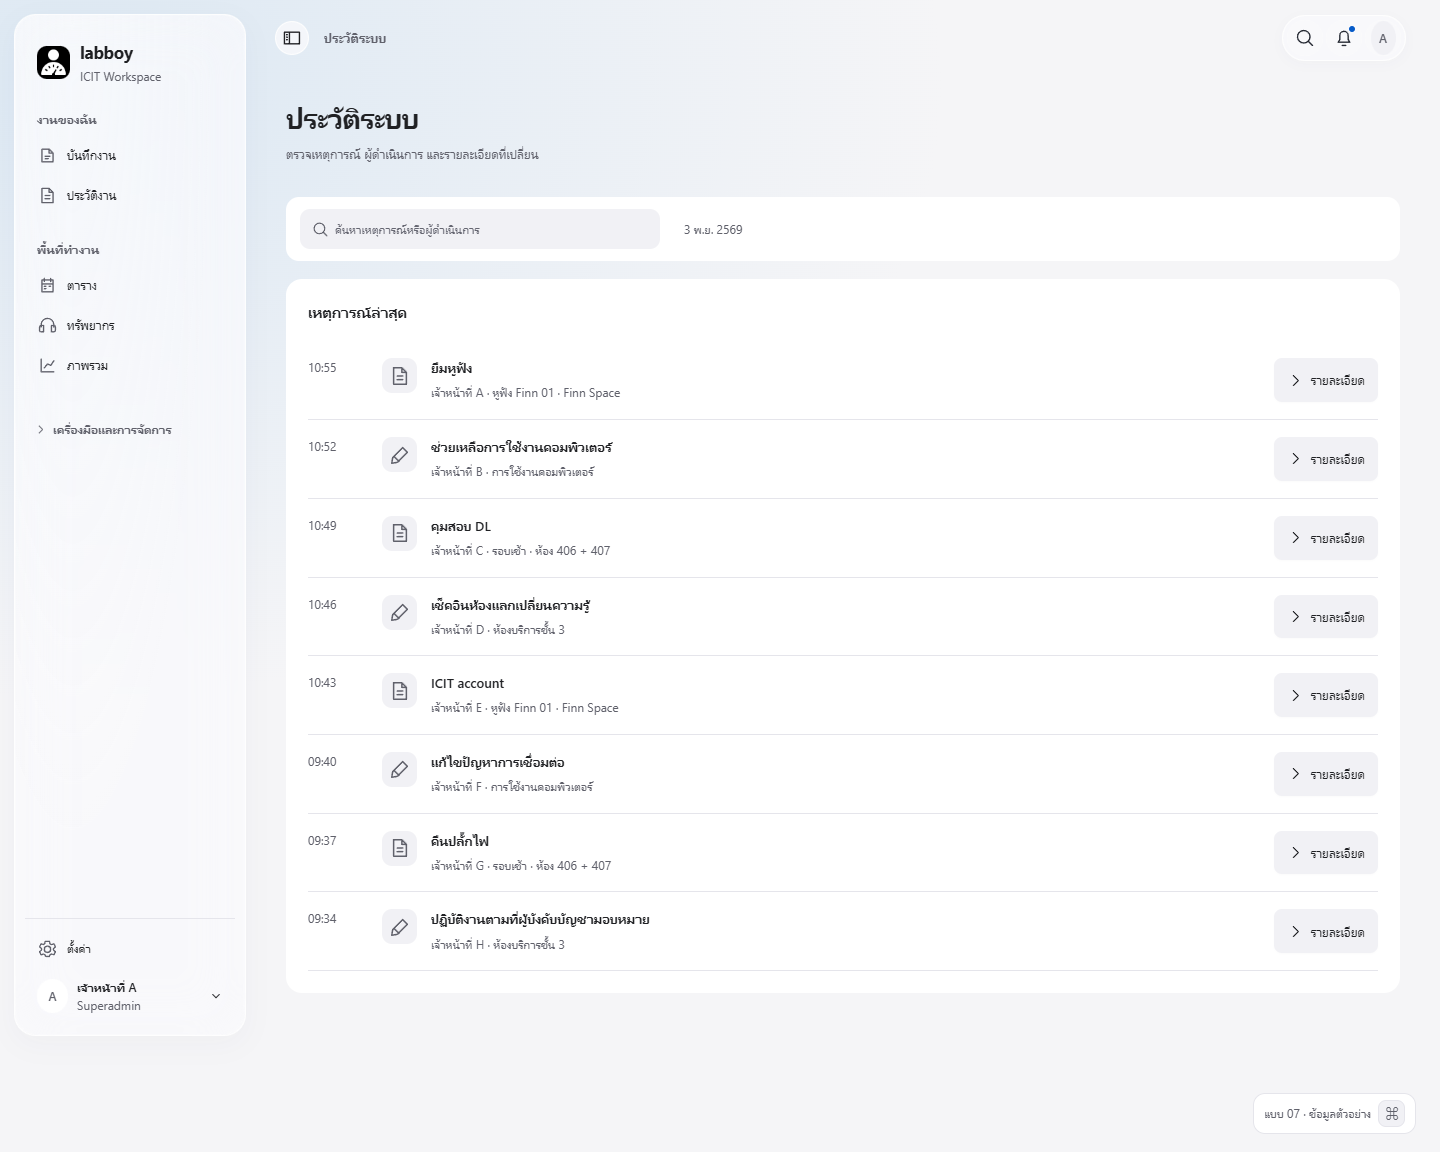 labboy
ICIT Workspace
งานของฉัน
บันทึกงาน
ประวัติงาน
พื้นที่ทำงาน
ตาราง
ทรัพยากร
ภาพรวม
เครื่องมือและการจัดการ
ตั้งค่า
A
เจ้าหน้าที่ A
Superadmin
ประวัติระบบ
A
ประวัติระบบ
ตรวจเหตุการณ์ ผู้ดำเนินการ และรายละเอียดที่เปลี่ยน
ค้นหาเหตุการณ์หรือผู้ดำเนินการ
3 พ.ย. 2569
เหตุการณ์ล่าสุด
10:55
ยืมหูฟัง
เจ้าหน้าที่ A · หูฟัง Finn 01 · Finn Space
รายละเอียด
10:52
ช่วยเหลือการใช้งานคอมพิวเตอร์
เจ้าหน้าที่ B · การใช้งานคอมพิวเตอร์
รายละเอียด
10:49
คุมสอบ DL
เจ้าหน้าที่ C · รอบเช้า · ห้อง 406 + 407
รายละเอียด
10:46
เช็คอินห้องแลกเปลี่ยนความรู้
เจ้าหน้าที่ D · ห้องบริการชั้น 3
รายละเอียด
10:43
ICIT account
เจ้าหน้าที่ E · หูฟัง Finn 01 · Finn Space
รายละเอียด
09:40
แก้ไขปัญหาการเชื่อมต่อ
เจ้าหน้าที่ F · การใช้งานคอมพิวเตอร์
รายละเอียด
09:37
คืนปลั๊กไฟ
เจ้าหน้าที่ G · รอบเช้า · ห้อง 406 + 407
รายละเอียด
09:34
ปฏิบัติงานตามที่ผู้บังคับบัญชามอบหมาย
เจ้าหน้าที่ H · ห้องบริการชั้น 3
รายละเอียด
แบบ 07 · ข้อมูลตัวอย่าง ⌘